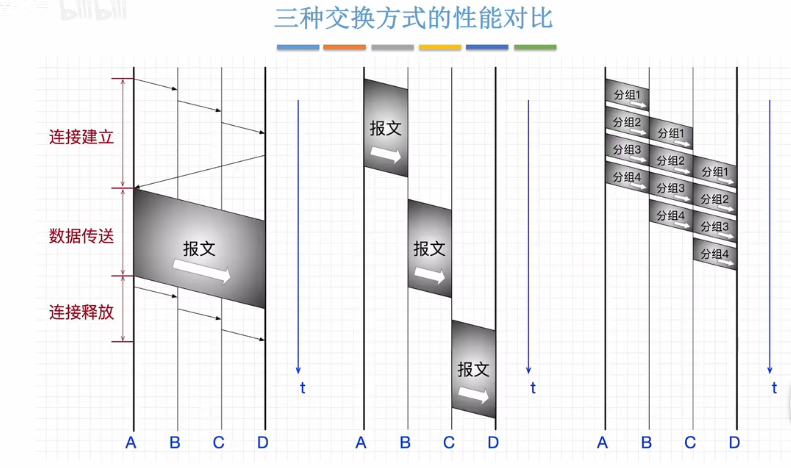 bilibili
三种交换方式的性能对比
连接建立
数据传送
连接释放
报文
t
A B C D
报文
报文
报文
t
A B C D
分组1
分组2
分组3
分组4
分组1
分组2
分组3
分组4
分组1
分组2
分组3
分组4
t
A B C D